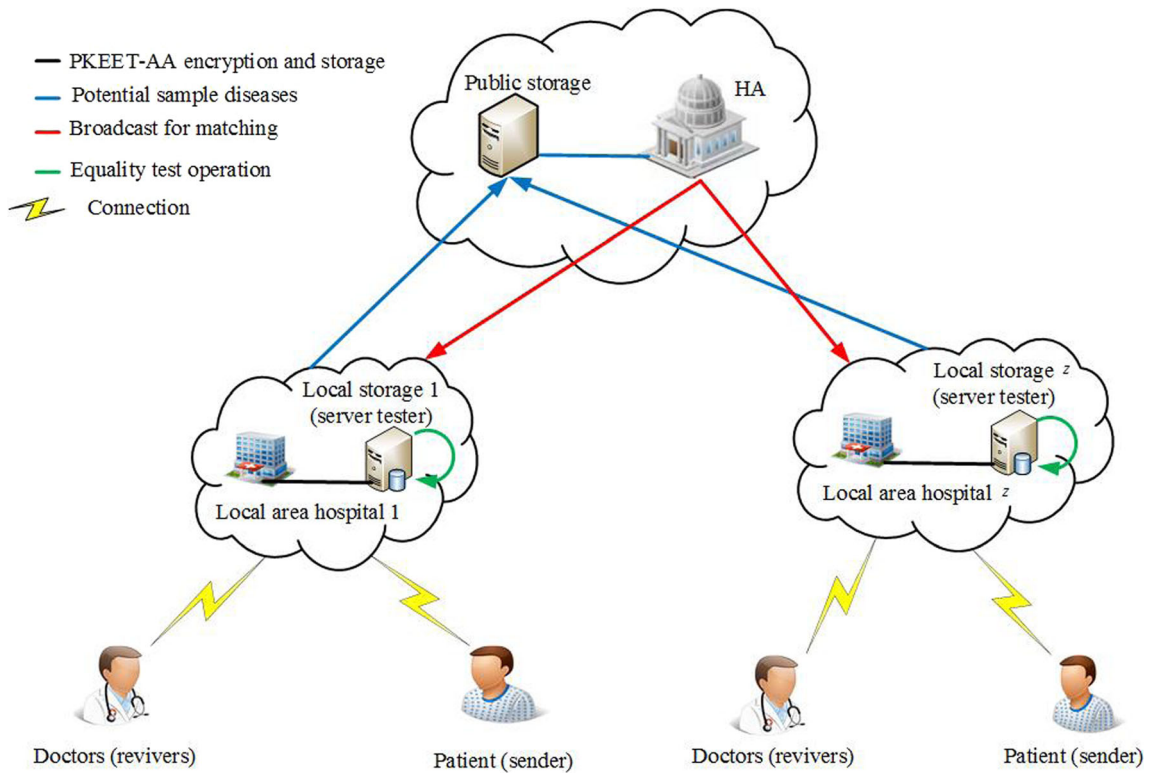 PKEET-AA encryption and storage
Potential sample diseases
Broadcast for matching
Equality test operation
Connection
Public storage
HA
Local storage 1
(server tester)
Local area hospital 1
Local storage z
(server tester)
Local area hospital z
Doctors (revivers)
Patient (sender)
Doctors (revivers)
Patient (sender)